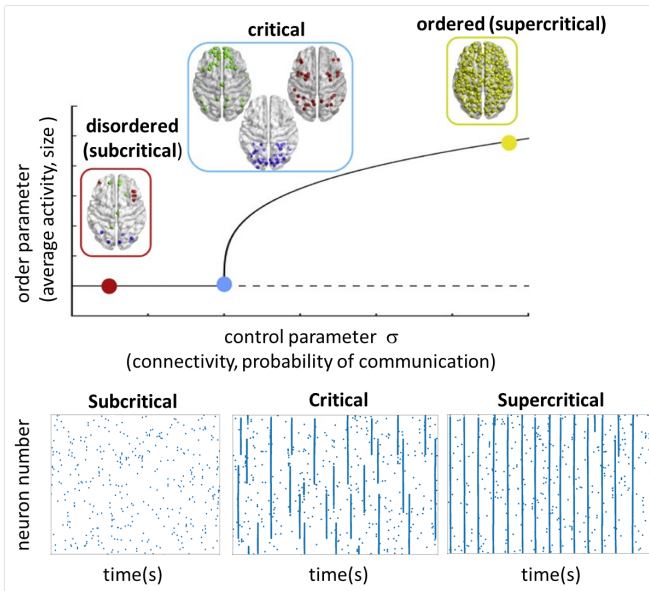 critical
ordered (supercritical)
disordered
(subcritical)
order parameter
(average activity, size )
control parameter σ
(connectivity, probability of communication)
Subcritical
Critical
Supercritical
neuron number
time(s)
time(s)
time(s)